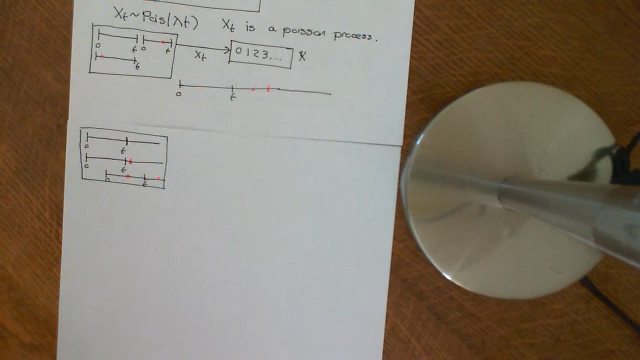 Xt ~ Pois(λt) Xt is a poisson process.
0 t 0 t Xt 0 1 2 3 ...
0 t
0 t
0 t
0 t
0 t